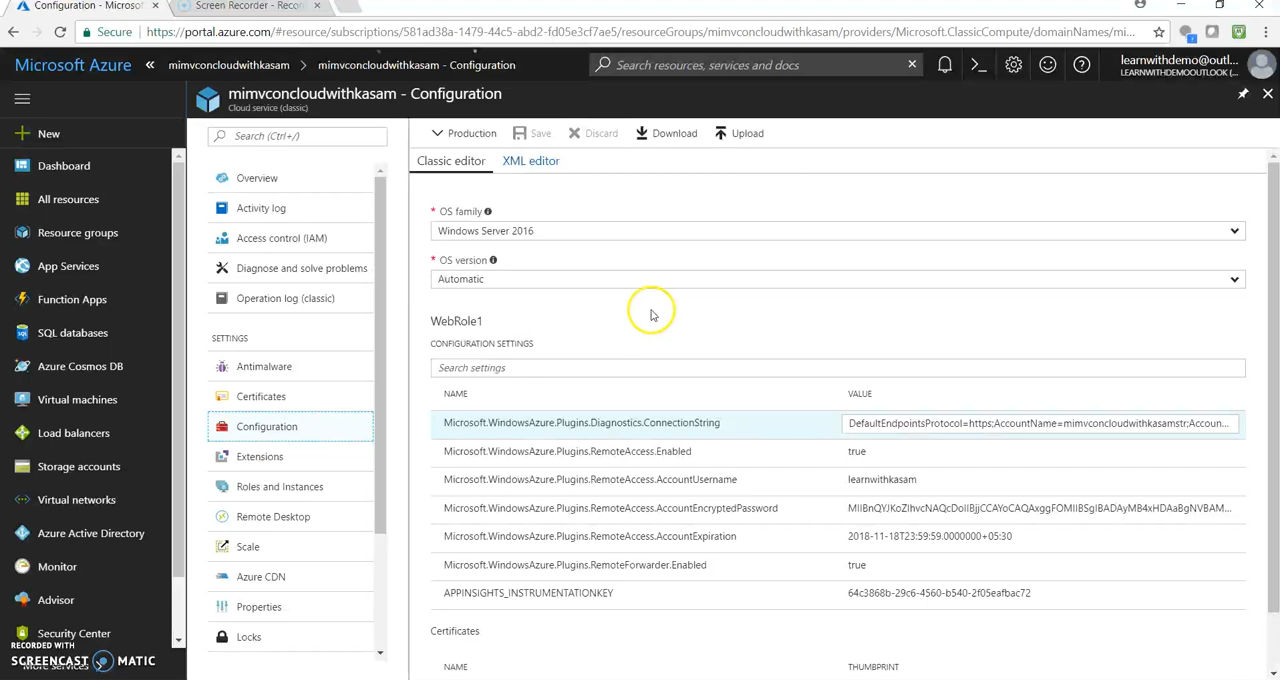 Configuration - Microso
Screen Recorder - Recor
Secure https://portal.azure.com/#resource/subscriptions/581ad38a-1479-44c5-abd2-fd05e3cf7ae5/resourceGroups/mimvconcloudwithkasam/providers/Microsoft.ClassicCompute/domainNames/mi...
Microsoft Azure mimvconcloudwithkasam mimvconcloudwithkasam - Configuration Search resources, services and docs learnwithdemo@outl...
LEARNWITHDEMOOUTLOOK (...
mimvconcloudwithkasam - Configuration
Cloud service (classic)
New
Dashboard
All resources
Resource groups
App Services
Function Apps
SQL databases
Azure Cosmos DB
Virtual machines
Load balancers
Storage accounts
Virtual networks
Azure Active Directory
Monitor
Advisor
Security Center
RECORDED WITH
SCREENCAST MATIC
Search (Ctrl+/)
Overview
Activity log
Access control (IAM)
Diagnose and solve problems
Operation log (classic)
SETTINGS
Antimalware
Certificates
Configuration
Extensions
Roles and Instances
Remote Desktop
Scale
Azure CDN
Properties
Locks
Production Save Discard Download Upload
Classic editor XML editor
* OS family
Windows Server 2016
* OS version
Automatic
WebRole1
CONFIGURATION SETTINGS
Search settings
NAME VALUE
Microsoft.WindowsAzure.Plugins.Diagnostics.ConnectionString DefaultEndpointsProtocol=https;AccountName=mimvconcloudwithkasamstr;Accoun...
Microsoft.WindowsAzure.Plugins.RemoteAccess.Enabled true
Microsoft.WindowsAzure.Plugins.RemoteAccess.AccountUsername learnwithkasam
Microsoft.WindowsAzure.Plugins.RemoteAccess.AccountEncryptedPassword MIIBnQYJKoZIhvcNAQcDoIIBjjCCAYoCAQAxggFOMIIBSgIBADAyMB4xHDAaBgNVBAM...
Microsoft.WindowsAzure.Plugins.RemoteAccess.AccountExpiration 2018-11-18T23:59:59.0000000+05:30
Microsoft.WindowsAzure.Plugins.RemoteForwarder.Enabled true
APPINSIGHTS_INSTRUMENTATIONKEY 64c3868b-29c6-4560-b540-2f05eafbac72
Certificates
NAME THUMBPRINT